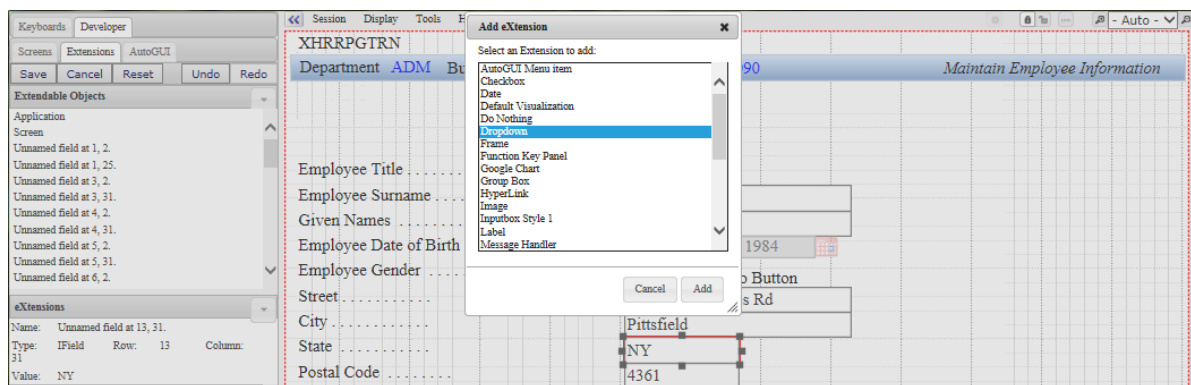 Keyboards Developer
Screens Extensions AutoGUI
Save Cancel Reset Undo Redo
Extendable Objects
Application
Screen
Unnamed field at 1, 2.
Unnamed field at 1, 25.
Unnamed field at 3, 2.
Unnamed field at 3, 31.
Unnamed field at 4, 2.
Unnamed field at 4, 31.
Unnamed field at 5, 2.
Unnamed field at 5, 31.
Unnamed field at 6, 2.
eXtensions
Name: Unnamed field at 13, 31.
Type: IField Row: 13 Column:
31
Value: NY
Session Display Tools H
- Auto -
XHRRPGTRN
Department ADM Bu 090 Maintain Employee Information
Employee Title . . . . . . .
Employee Surname . . . .
Given Names . . . . . . .
Employee Date of Birth 1984
Employee Gender . . . . o Button
Street . . . . . . . . . . . s Rd
City . . . . . . . . . . . . Pittsfield
State . . . . . . . . . . . NY
Postal Code . . . . . . . . 4361
Add eXtension
Select an Extension to add:
AutoGUI Menu item
Checkbox
Date
Default Visualization
Do Nothing
Dropdown
Frame
Function Key Panel
Google Chart
Group Box
HyperLink
Image
Inputbox Style 1
Label
Message Handler
Cancel Add